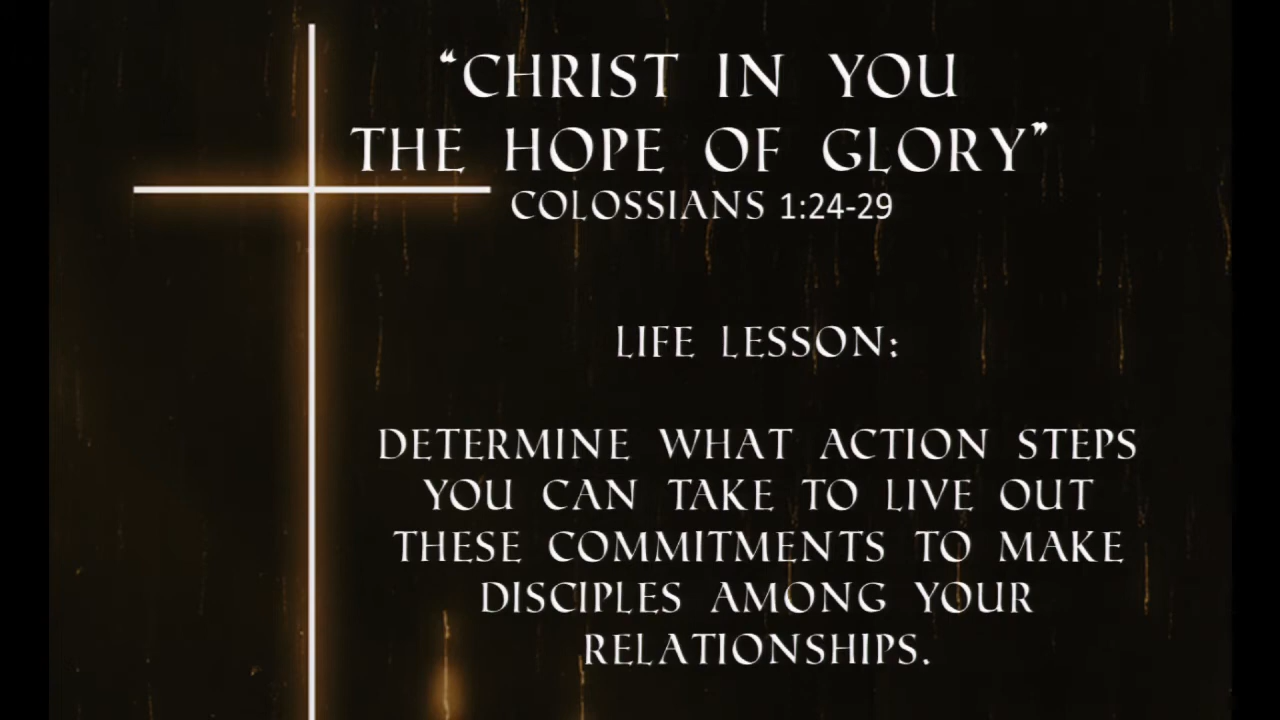 “CHRIST IN YOU
THE HOPE OF GLORY”
COLOSSIANS 1:24-29
LIFE LESSON:
DETERMINE WHAT ACTION STEPS
YOU CAN TAKE TO LIVE OUT
THESE COMMITMENTS TO MAKE
DISCIPLES AMONG YOUR
RELATIONSHIPS.